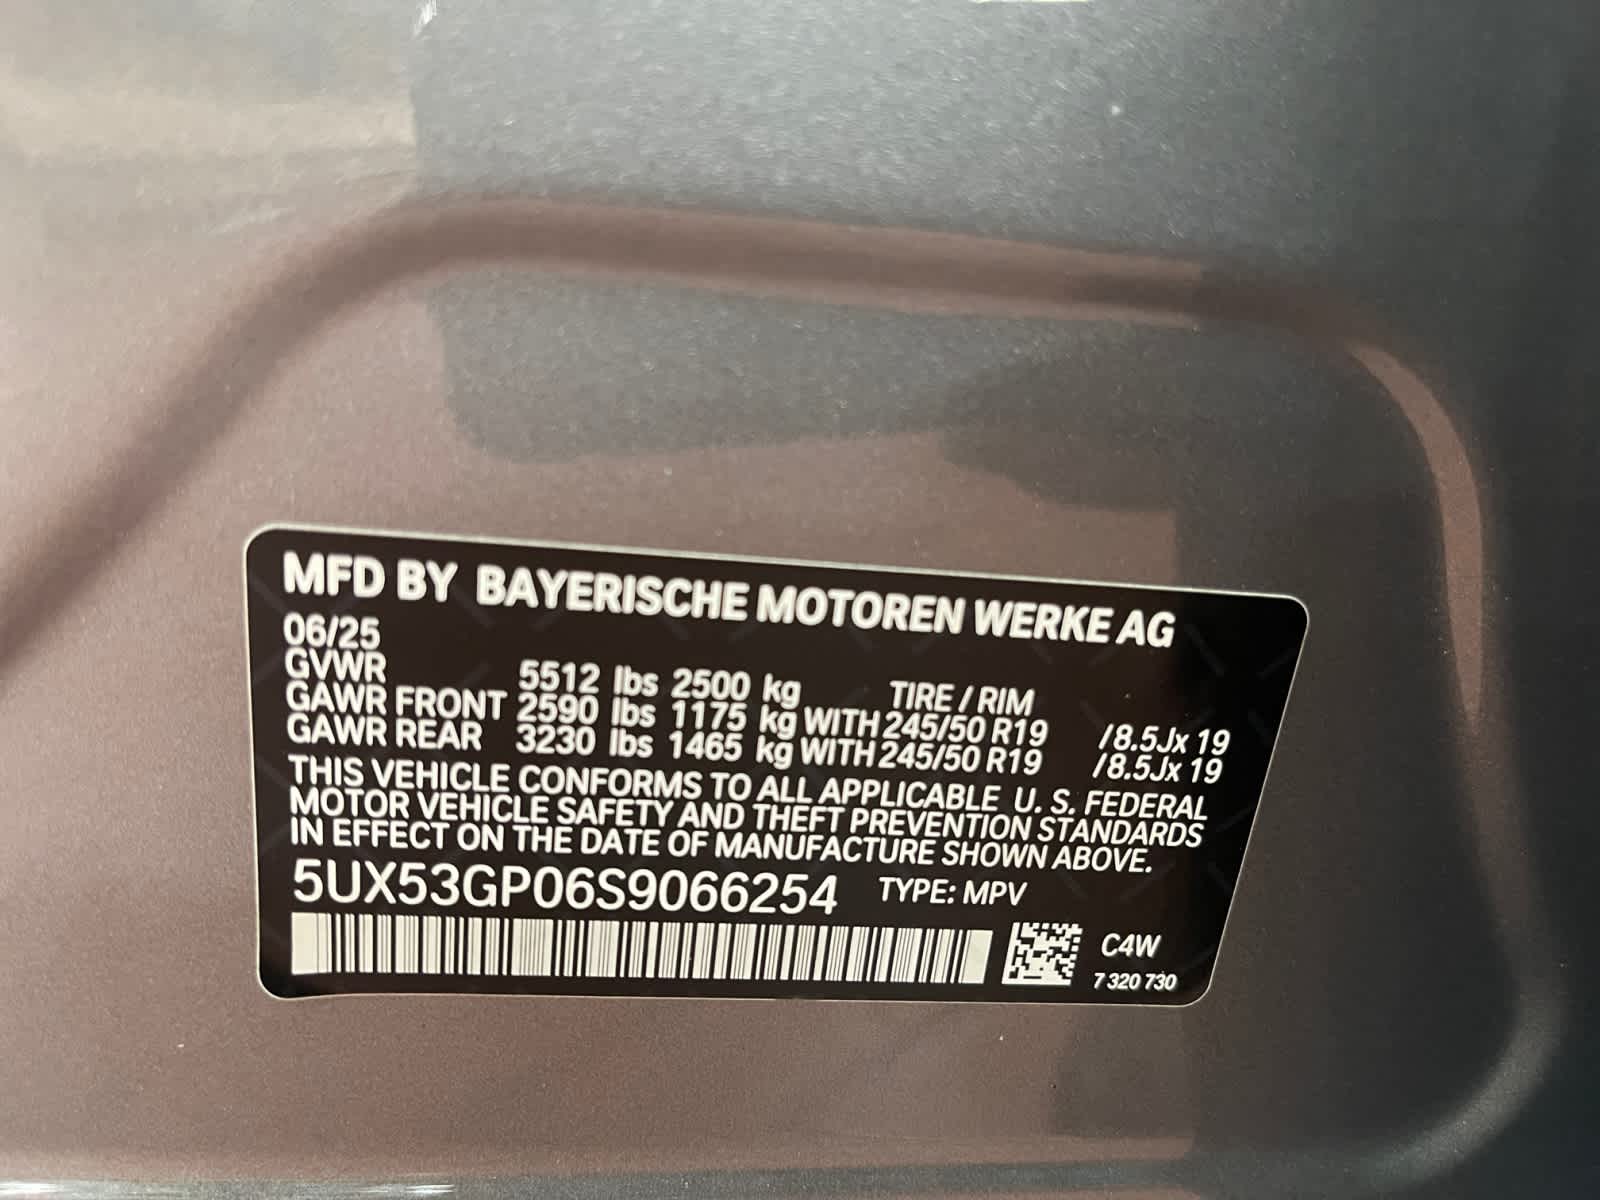 MFD BY BAYERISCHE MOTOREN WERKE AG
06/25
GVWR 5512 lbs 2500 kg TIRE / RIM
GAWR FRONT 2590 lbs 1175 kg WITH 245/50 R19 /8.5Jx 19
GAWR REAR 3230 lbs 1465 kg WITH 245/50 R19 /8.5Jx 19
THIS VEHICLE CONFORMS TO ALL APPLICABLE U. S. FEDERAL
MOTOR VEHICLE SAFETY AND THEFT PREVENTION STANDARDS
IN EFFECT ON THE DATE OF MANUFACTURE SHOWN ABOVE.
5UX53GP06S9066254 TYPE: MPV
C4W
7 320 730